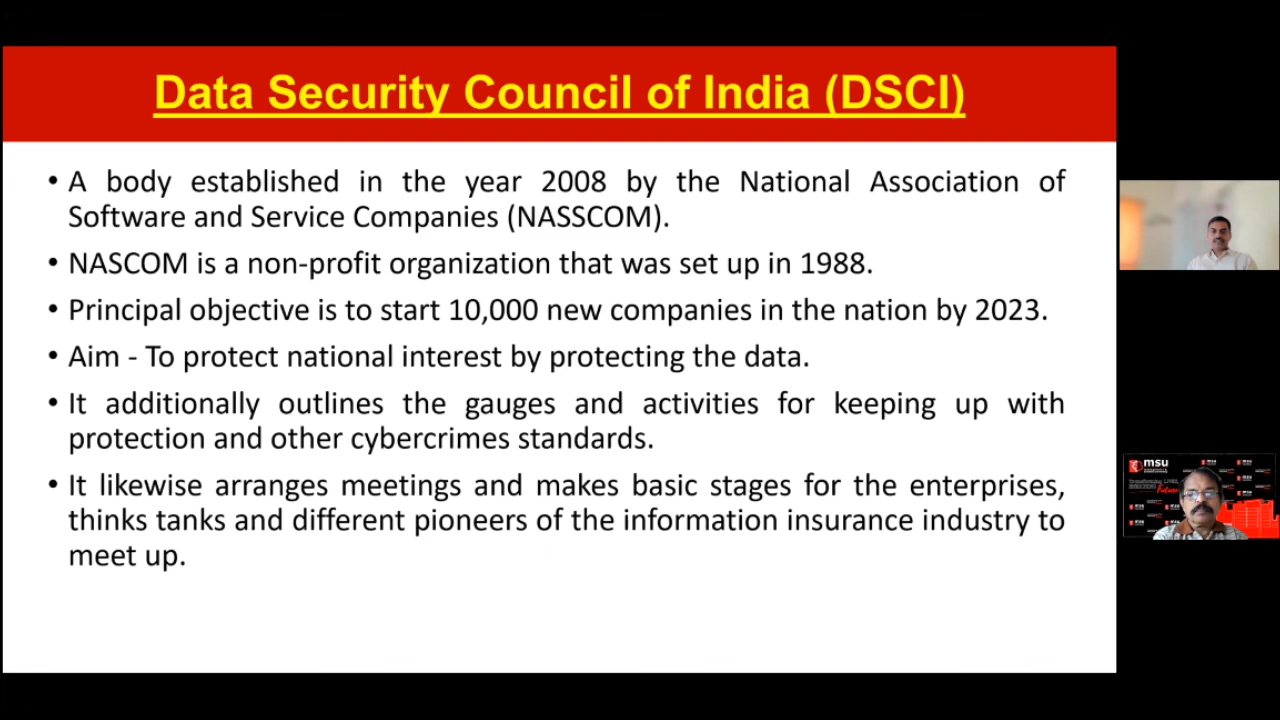 Data Security Council of India (DSCI)
• A body established in the year 2008 by the National Association of
Software and Service Companies (NASSCOM).
• NASCOM is a non-profit organization that was set up in 1988.
• Principal objective is to start 10,000 new companies in the nation by 2023.
• Aim - To protect national interest by protecting the data.
• It additionally outlines the gauges and activities for keeping up with
protection and other cybercrimes standards.
• It likewise arranges meetings and makes basic stages for the enterprises,
thinks tanks and different pioneers of the information insurance industry to
meet up.
msu